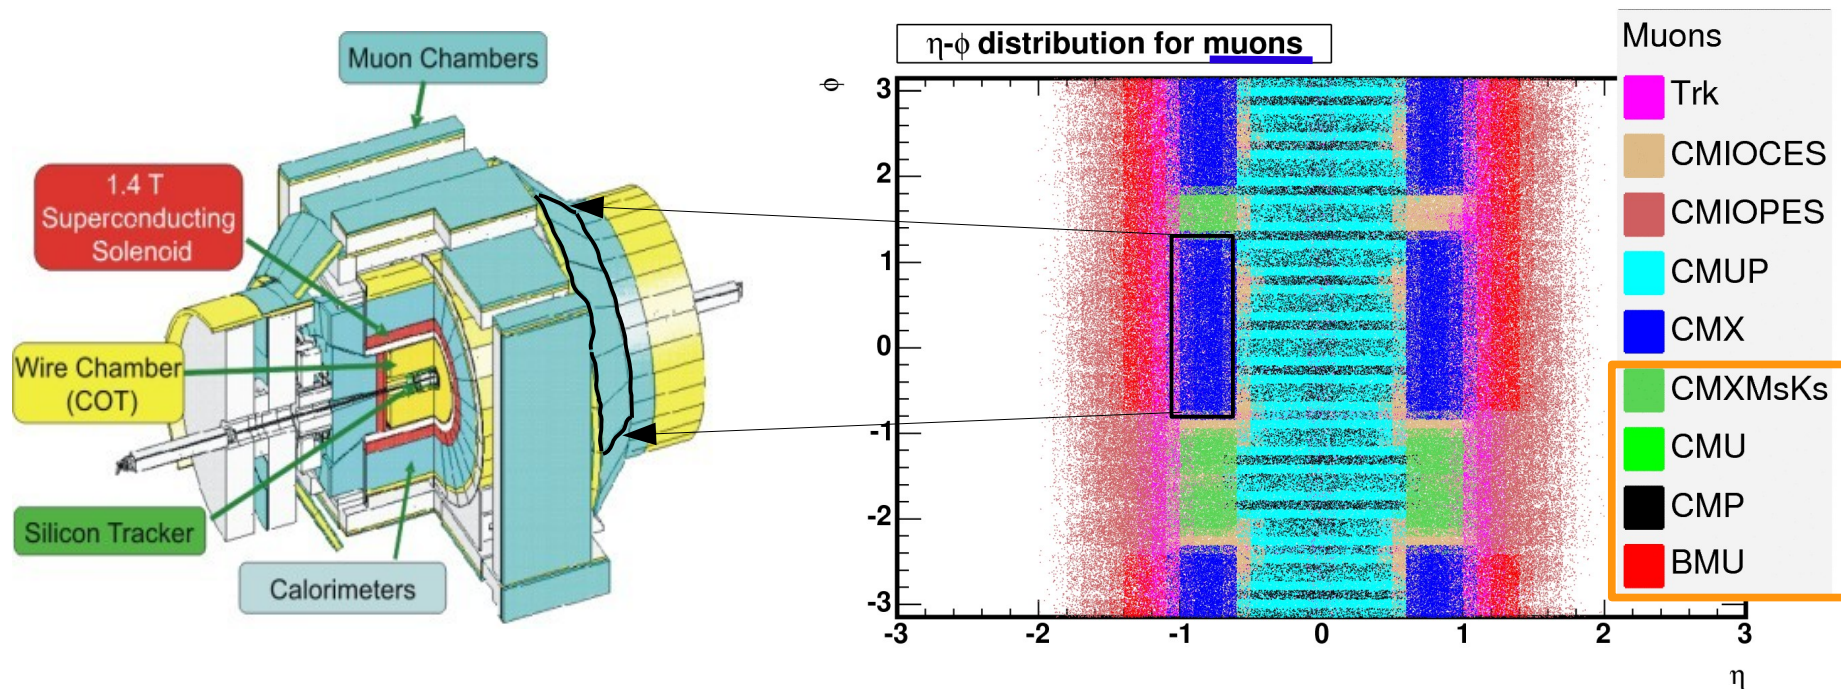 Muon Chambers
1.4 T
Superconducting
Solenoid
Wire Chamber
(COT)
Silicon Tracker
Calorimeters
η-ϕ distribution for muons
ϕ
3
2
1
0
-1
-2
-3
-3
-2
-1
0
1
2
3
η
Muons
Trk
CMIOCES
CMIOPES
CMUP
CMX
CMXMsKs
CMU
CMP
BMU